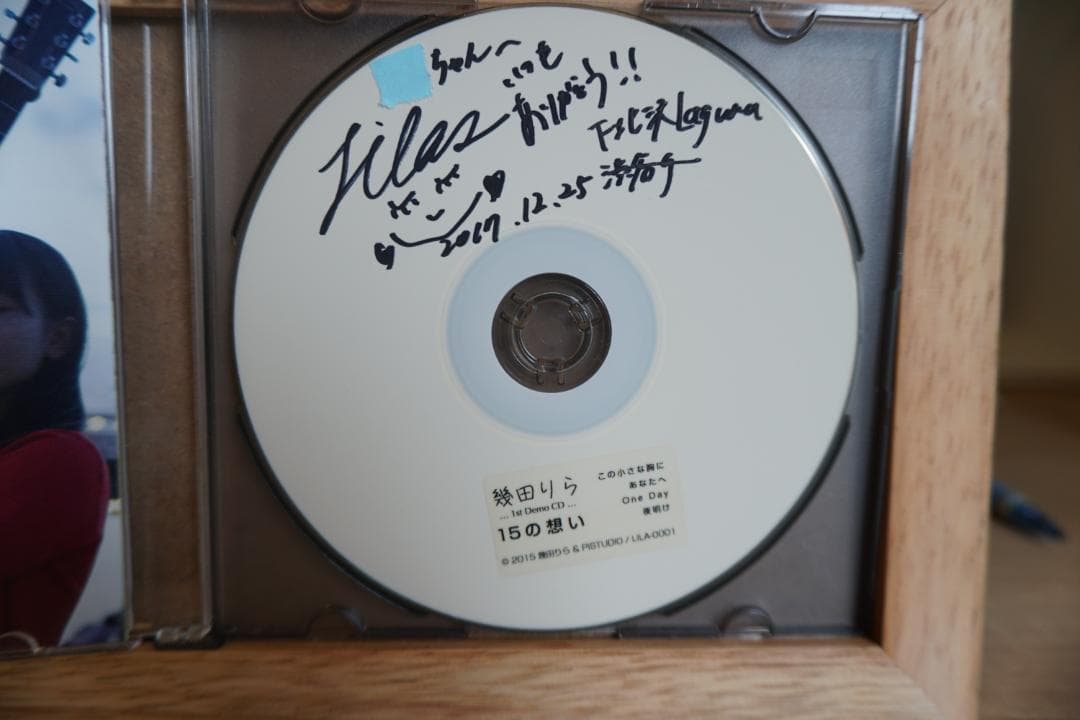 ちゃんへ
いつも
ありがとう!!
lilas
下北沢Laguna
2017.12.25
幾田りら
... 1st Demo CD ...
15の想い
この小さな胸に
あなたへ
One Day
夜明け
© 2015 幾田りら & PISTUDIO / LILA-0001